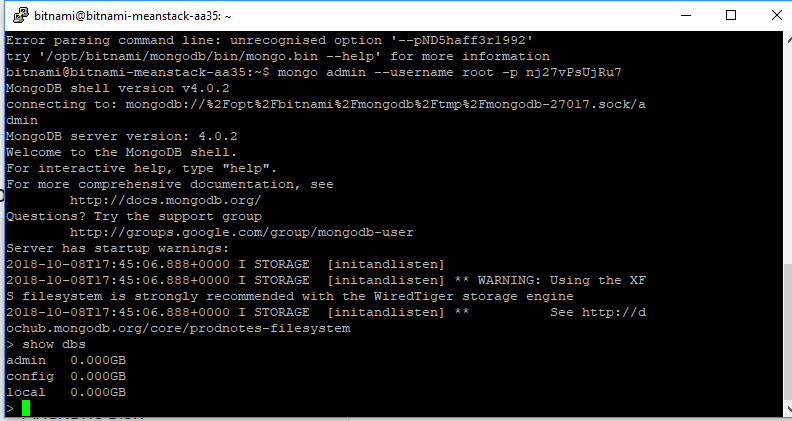 bitnami@bitnami-meanstack-aa35: ~
Error parsing command line: unrecognised option '--pND5haff3r1992'
try '/opt/bitnami/mongodb/bin/mongo.bin --help' for more information
bitnami@bitnami-meanstack-aa35:~$ mongo admin --username root -p nj27vPsUjRu7
MongoDB shell version v4.0.2
connecting to: mongodb://%2Fopt%2Fbitnami%2Fmongodb%2Ftmp%2Fmongodb-27017.sock/a
dmin
MongoDB server version: 4.0.2
Welcome to the MongoDB shell.
For interactive help, type "help".
For more comprehensive documentation, see
        http://docs.mongodb.org/
Questions? Try the support group
        http://groups.google.com/group/mongodb-user
Server has startup warnings:
2018-10-08T17:45:06.888+0000 I STORAGE  [initandlisten]
2018-10-08T17:45:06.888+0000 I STORAGE  [initandlisten] ** WARNING: Using the XF
S filesystem is strongly recommended with the WiredTiger storage engine
2018-10-08T17:45:06.888+0000 I STORAGE  [initandlisten] **          See http://d
ochub.mongodb.org/core/prodnotes-filesystem
> show dbs
admin   0.000GB
config  0.000GB
local   0.000GB
>